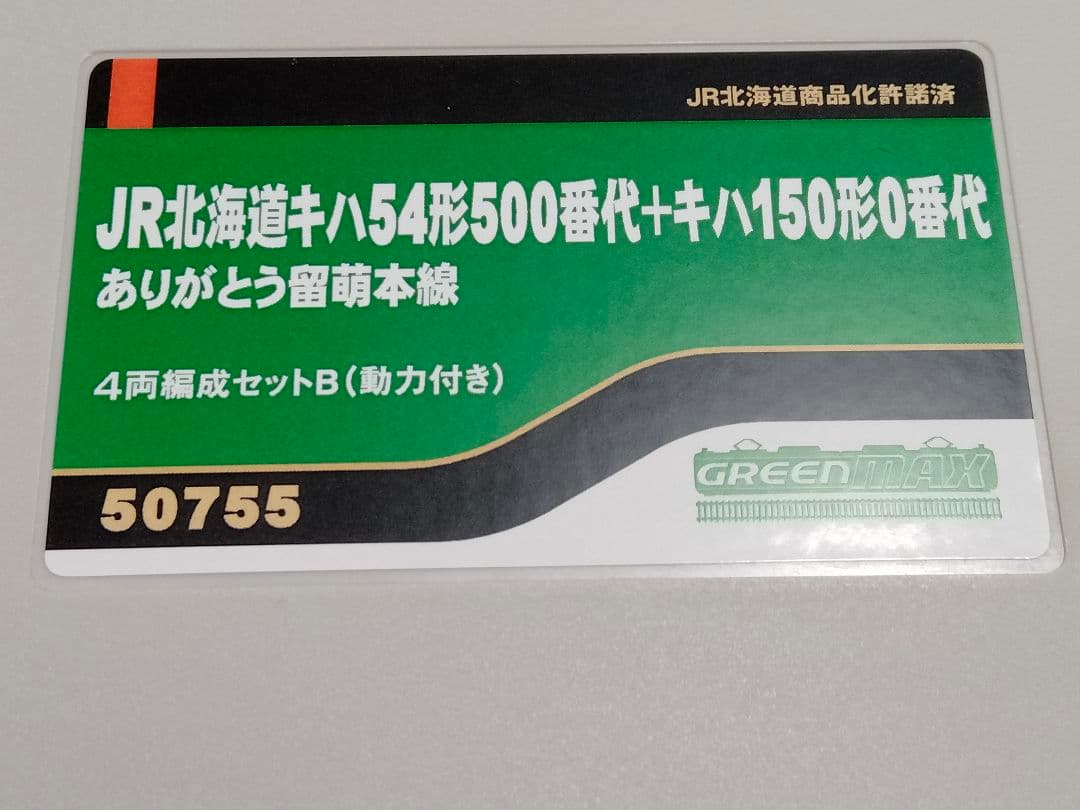 JR北海道商品化許諾済
JR北海道キハ54形500番代+キハ150形0番代
ありがとう留萌本線
4両編成セットB(動力付き)
50755
GREENMAX